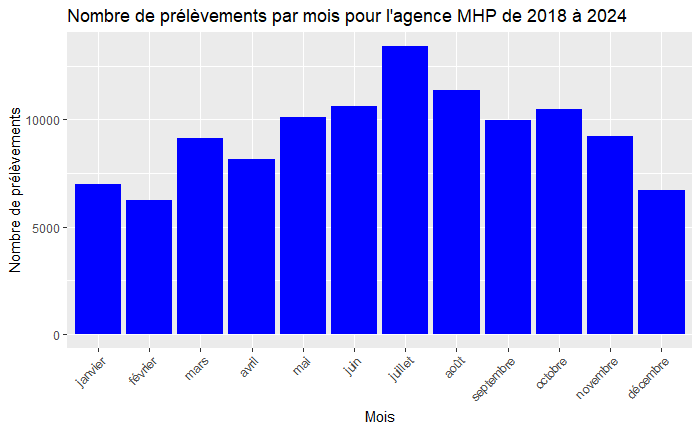 Nombre de prélèvements par mois pour l'agence MHP de 2018 à 2024
Nombre de prélèvements
10000
5000
0
janvier
février
mars
avril
mai
juin
juillet
août
septembre
octobre
novembre
décembre
Mois